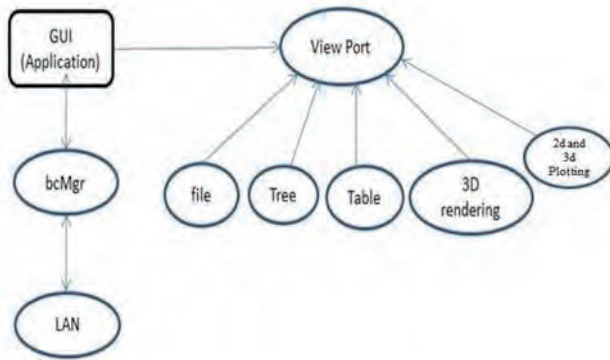 GUI
(Application)
View Port
bcMgr
file
Tree
Table
3D
rendering
2d and
3d
Plotting
LAN